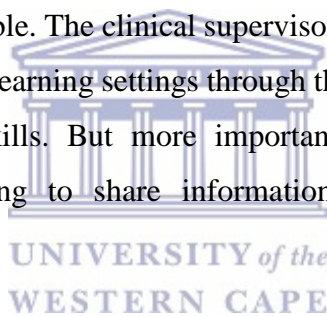 ble. The clinical superviso
earning settings through th
kills. But more importan
ng to share information
UNIVERSITY of the
WESTERN CAPE